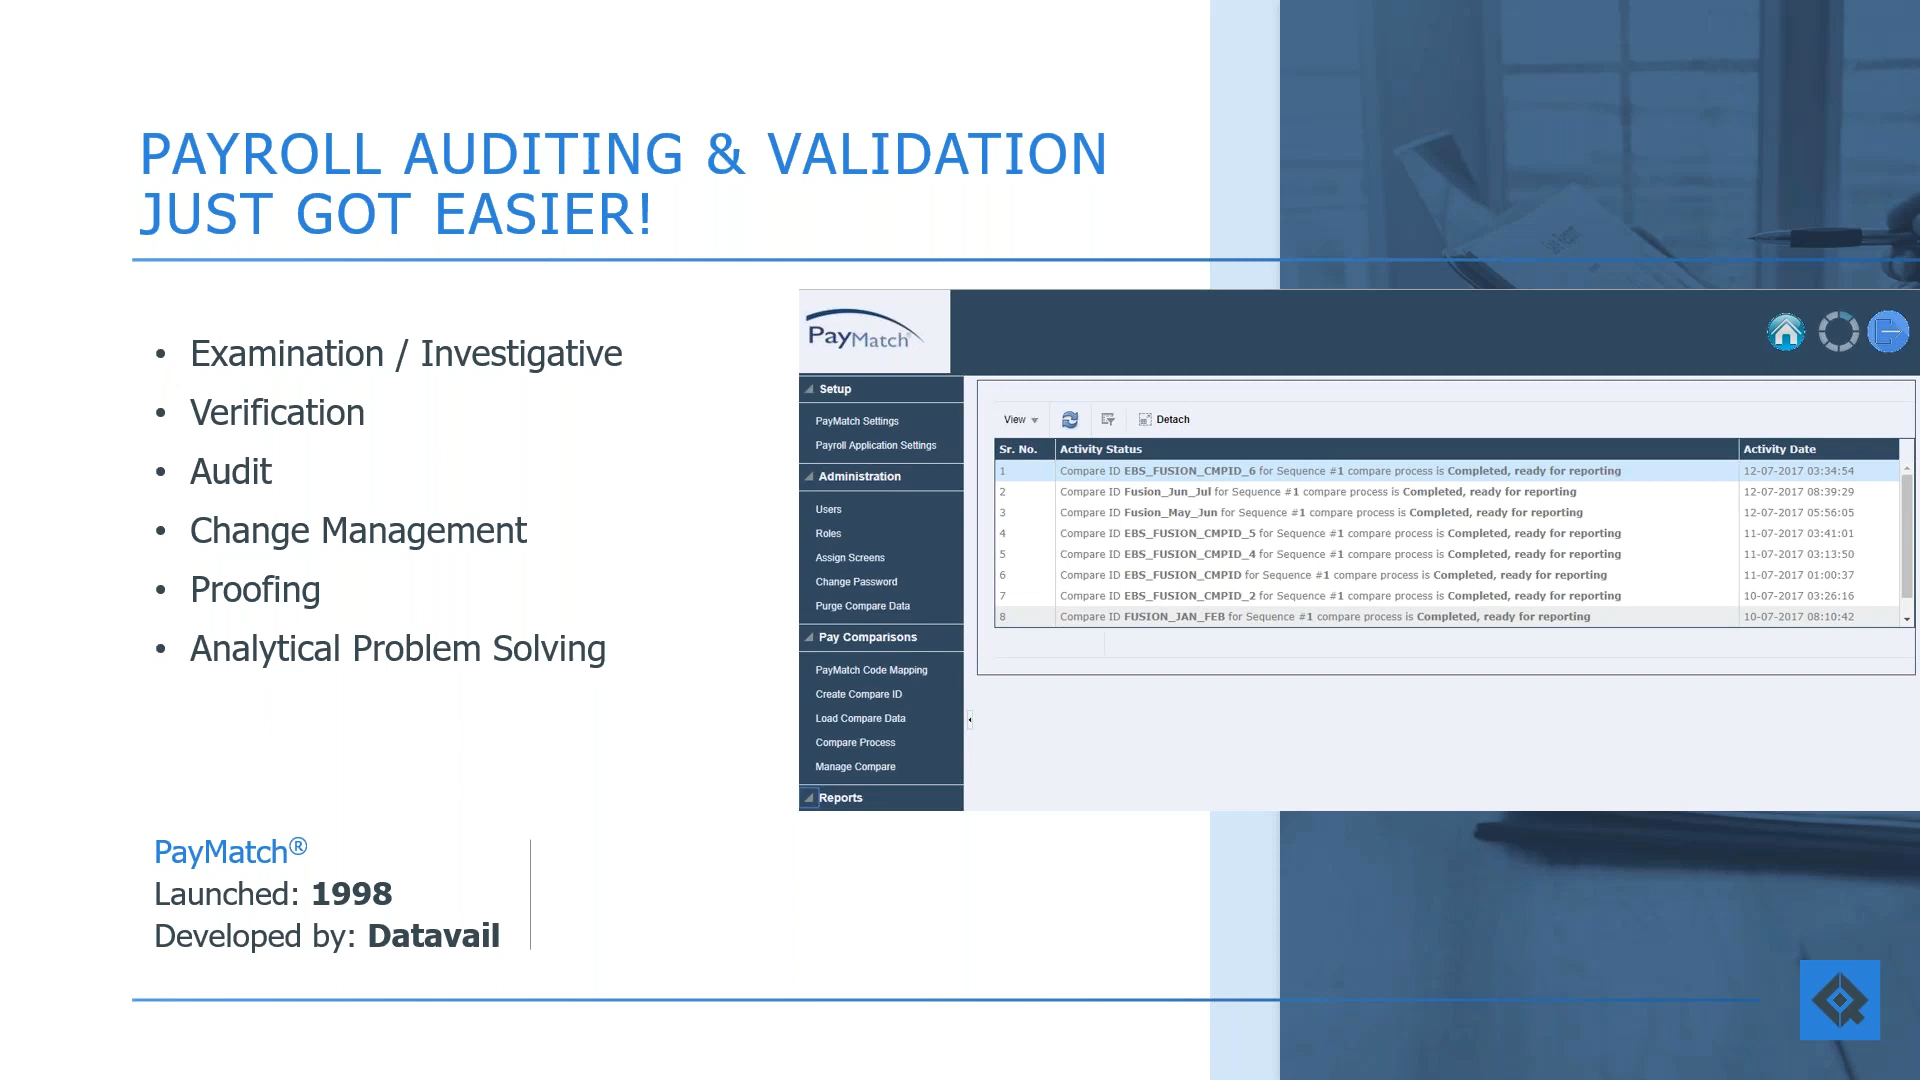 PAYROLL AUDITING & VALIDATION
JUST GOT EASIER!
• Examination / Investigative
• Verification
• Audit
• Change Management
• Proofing
• Analytical Problem Solving
PayMatch®
Launched: 1998
Developed by: Datavail
PayMatch
Setup
PayMatch Settings
Payroll Application Settings
Administration
Users
Roles
Assign Screens
Change Password
Purge Compare Data
Pay Comparisons
PayMatch Code Mapping
Create Compare ID
Load Compare Data
Compare Process
Manage Compare
Reports
View Detach
Sr. No. Activity Status Activity Date
1 Compare ID EBS_FUSION_CMPID_6 for Sequence #1 compare process is Completed, ready for reporting 12-07-2017 03:34:54
2 Compare ID Fusion_Jun_Jul for Sequence #1 compare process is Completed, ready for reporting 12-07-2017 08:39:29
3 Compare ID Fusion_May_Jun for Sequence #1 compare process is Completed, ready for reporting 12-07-2017 05:56:05
4 Compare ID EBS_FUSION_CMPID_5 for Sequence #1 compare process is Completed, ready for reporting 11-07-2017 03:41:01
5 Compare ID EBS_FUSION_CMPID_4 for Sequence #1 compare process is Completed, ready for reporting 11-07-2017 03:13:50
6 Compare ID EBS_FUSION_CMPID for Sequence #1 compare process is Completed, ready for reporting 11-07-2017 01:00:37
7 Compare ID EBS_FUSION_CMPID_2 for Sequence #1 compare process is Completed, ready for reporting 10-07-2017 03:26:16
8 Compare ID FUSION_JAN_FEB for Sequence #1 compare process is Completed, ready for reporting 10-07-2017 08:10:42